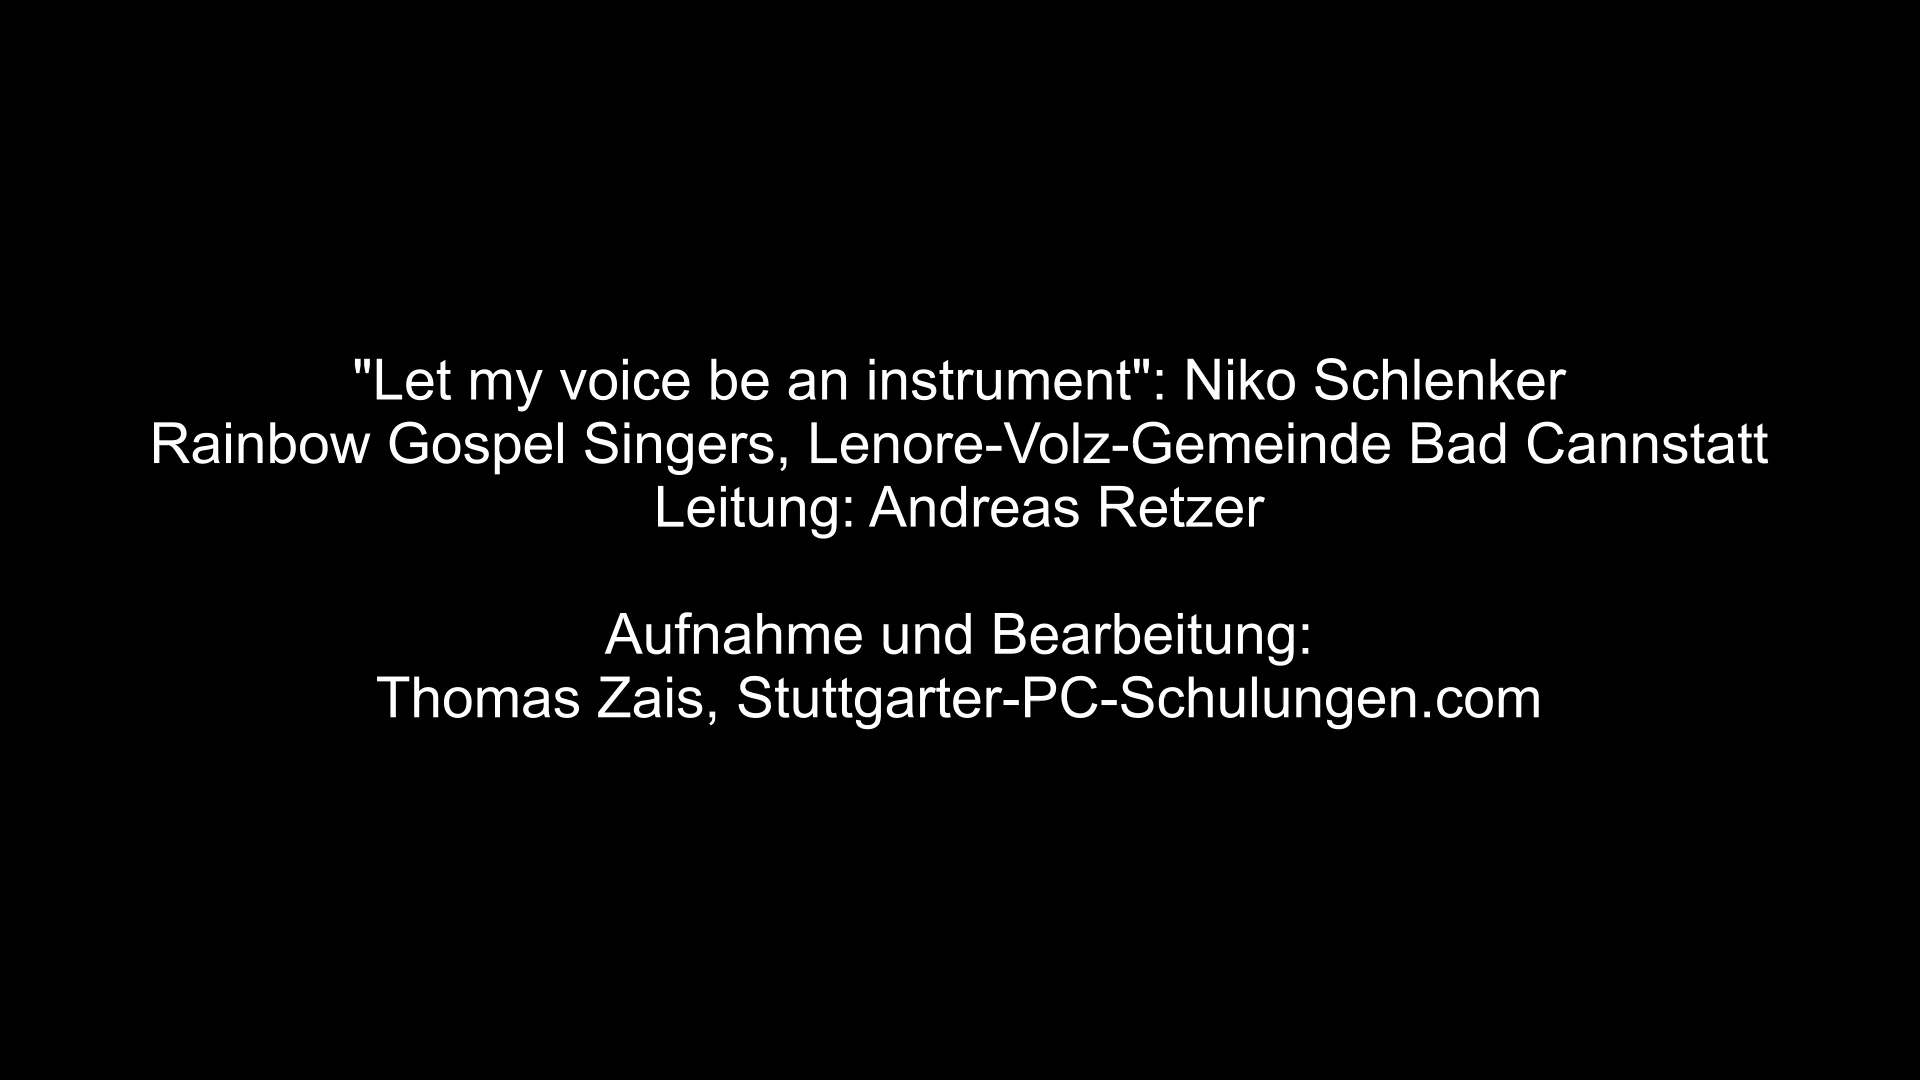 "Let my voice be an instrument": Niko Schlenker
Rainbow Gospel Singers, Lenore-Volz-Gemeinde Bad Cannstatt
Leitung: Andreas Retzer
Aufnahme und Bearbeitung:
Thomas Zais, Stuttgarter-PC-Schulungen.com